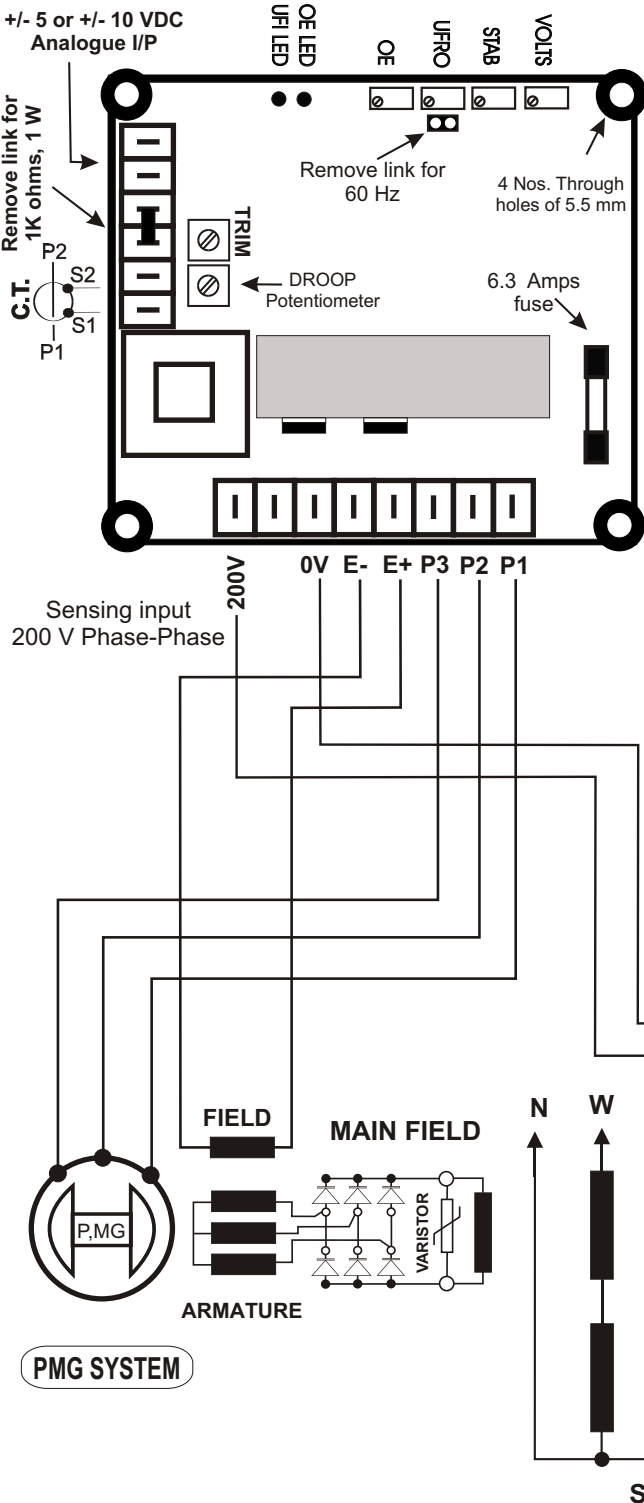 +/- 5 or +/- 10 VDC
Analogue I/P
UFI LED
OE LED
OE
UFRO
STAB
VOLTS
Remove link for
1K ohms, 1 W
Remove link for
60 Hz
4 Nos. Through
holes of 5.5 mm
TRIM
DROOP
Potentiometer
6.3 Amps
fuse
C.T.
P2
S2
S1
P1
200V
0V E- E+ P3 P2 P1
Sensing input
200 V Phase-Phase
FIELD
MAIN FIELD
N W
P,MG
VARISTOR
ARMATURE
PMG SYSTEM
S